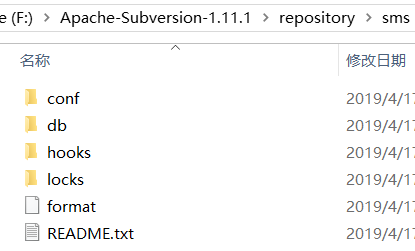 e (F:) › Apache-Subversion-1.11.1 › repository › sms
名称 修改日期
conf 2019/4/17
db 2019/4/17
hooks 2019/4/17
locks 2019/4/17
format 2019/4/17
README.txt 2019/4/17